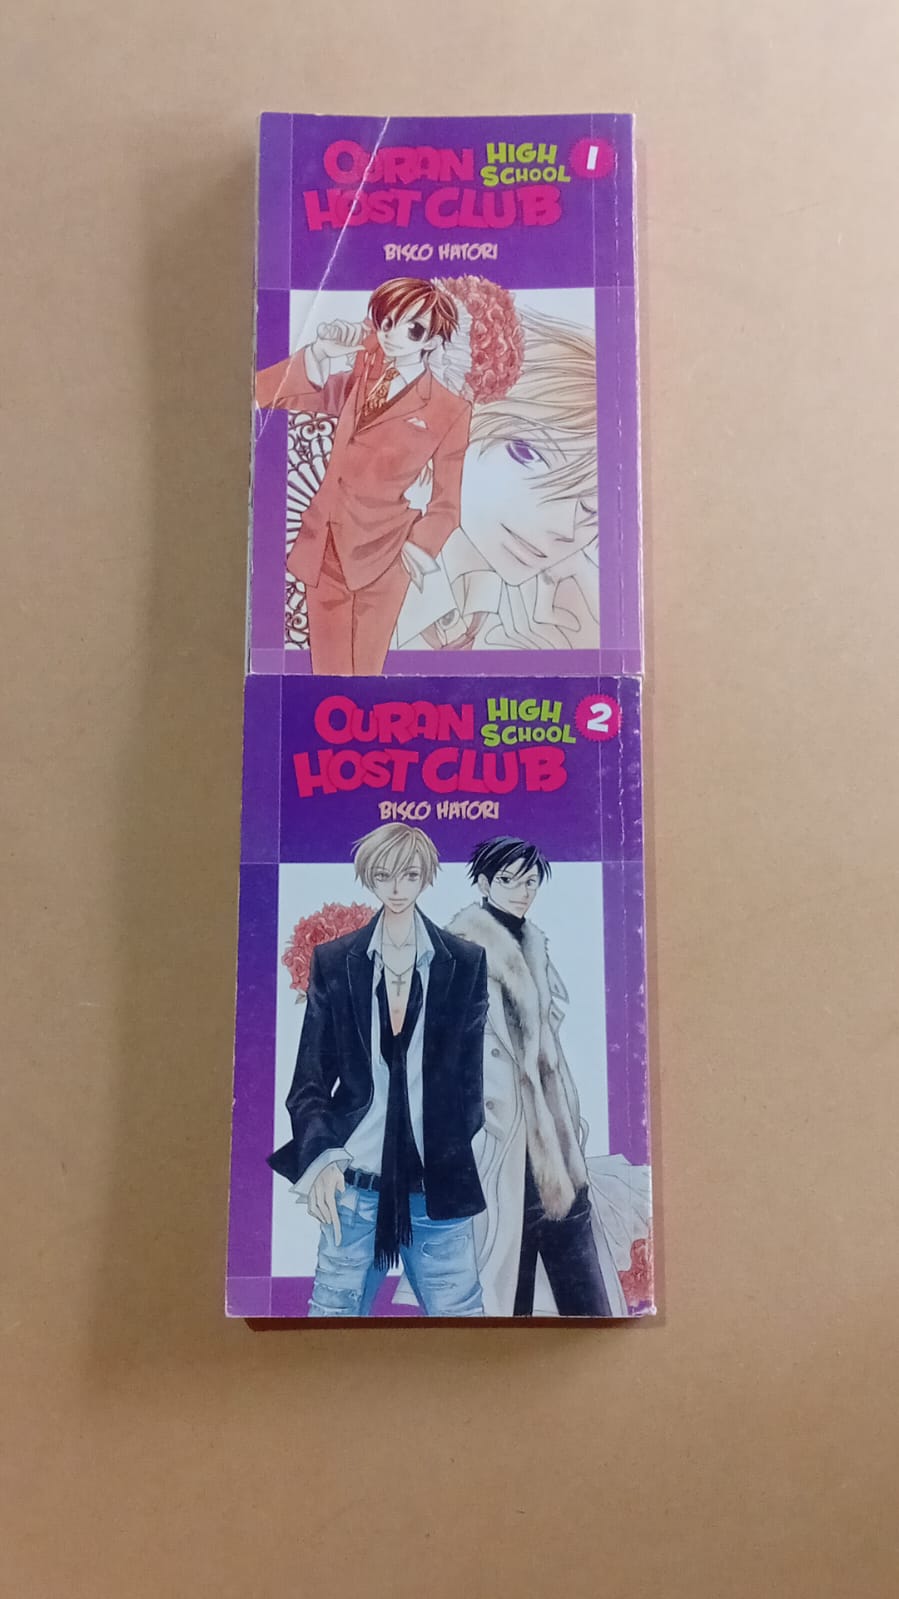 OURAN HIGH SCHOOL 1
HOST CLUB
BISCO HATORI
OURAN HIGH SCHOOL 2
HOST CLUB
BISCO HATORI